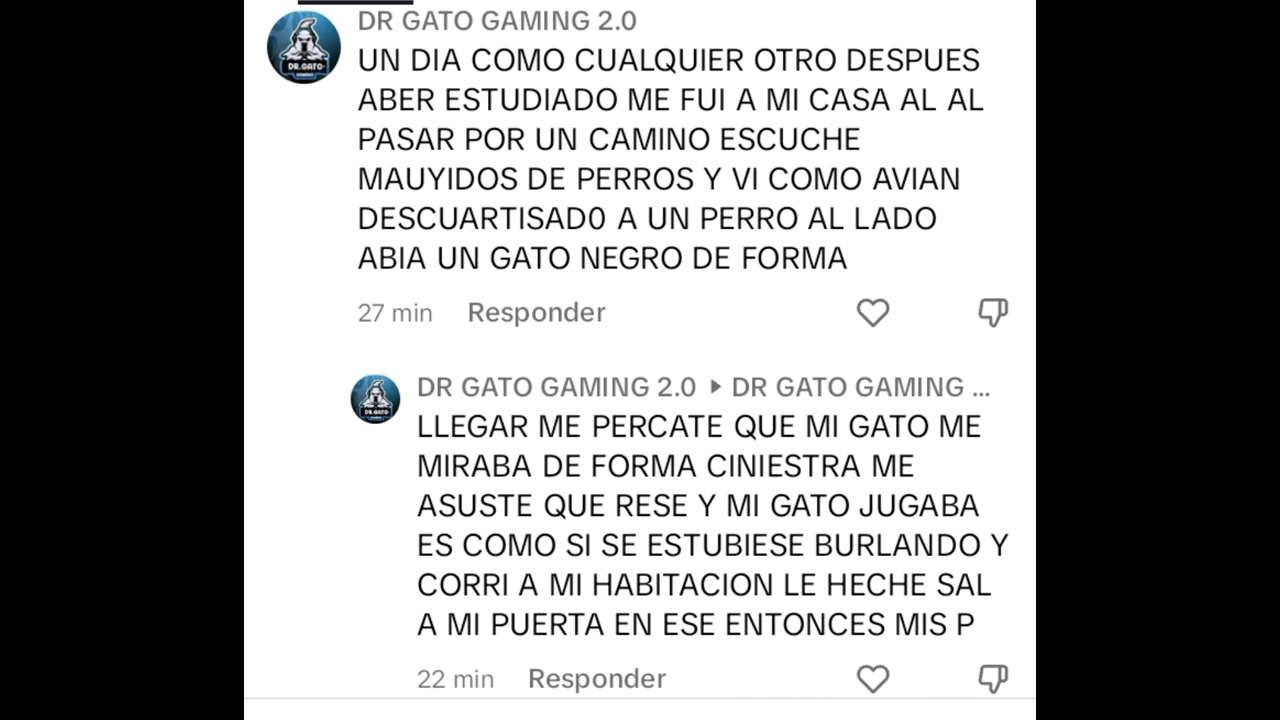 DR GATO GAMING 2.0
UN DIA COMO CUALQUIER OTRO DESPUES
ABER ESTUDIADO ME FUI A MI CASA AL AL
PASAR POR UN CAMINO ESCUCHE
MAUYIDOS DE PERROS Y VI COMO AVIAN
DESCUARTISAD0 A UN PERRO AL LADO
ABIA UN GATO NEGRO DE FORMA
27 min Responder
DR GATO GAMING 2.0 ▸ DR GATO GAMING ...
LLEGAR ME PERCATE QUE MI GATO ME
MIRABA DE FORMA CINIESTRA ME
ASUSTE QUE RESE Y MI GATO JUGABA
ES COMO SI SE ESTUBIESE BURLANDO Y
CORRI A MI HABITACION LE HECHE SAL
A MI PUERTA EN ESE ENTONCES MIS P
22 min Responder
DR.GATO
DR.GATO